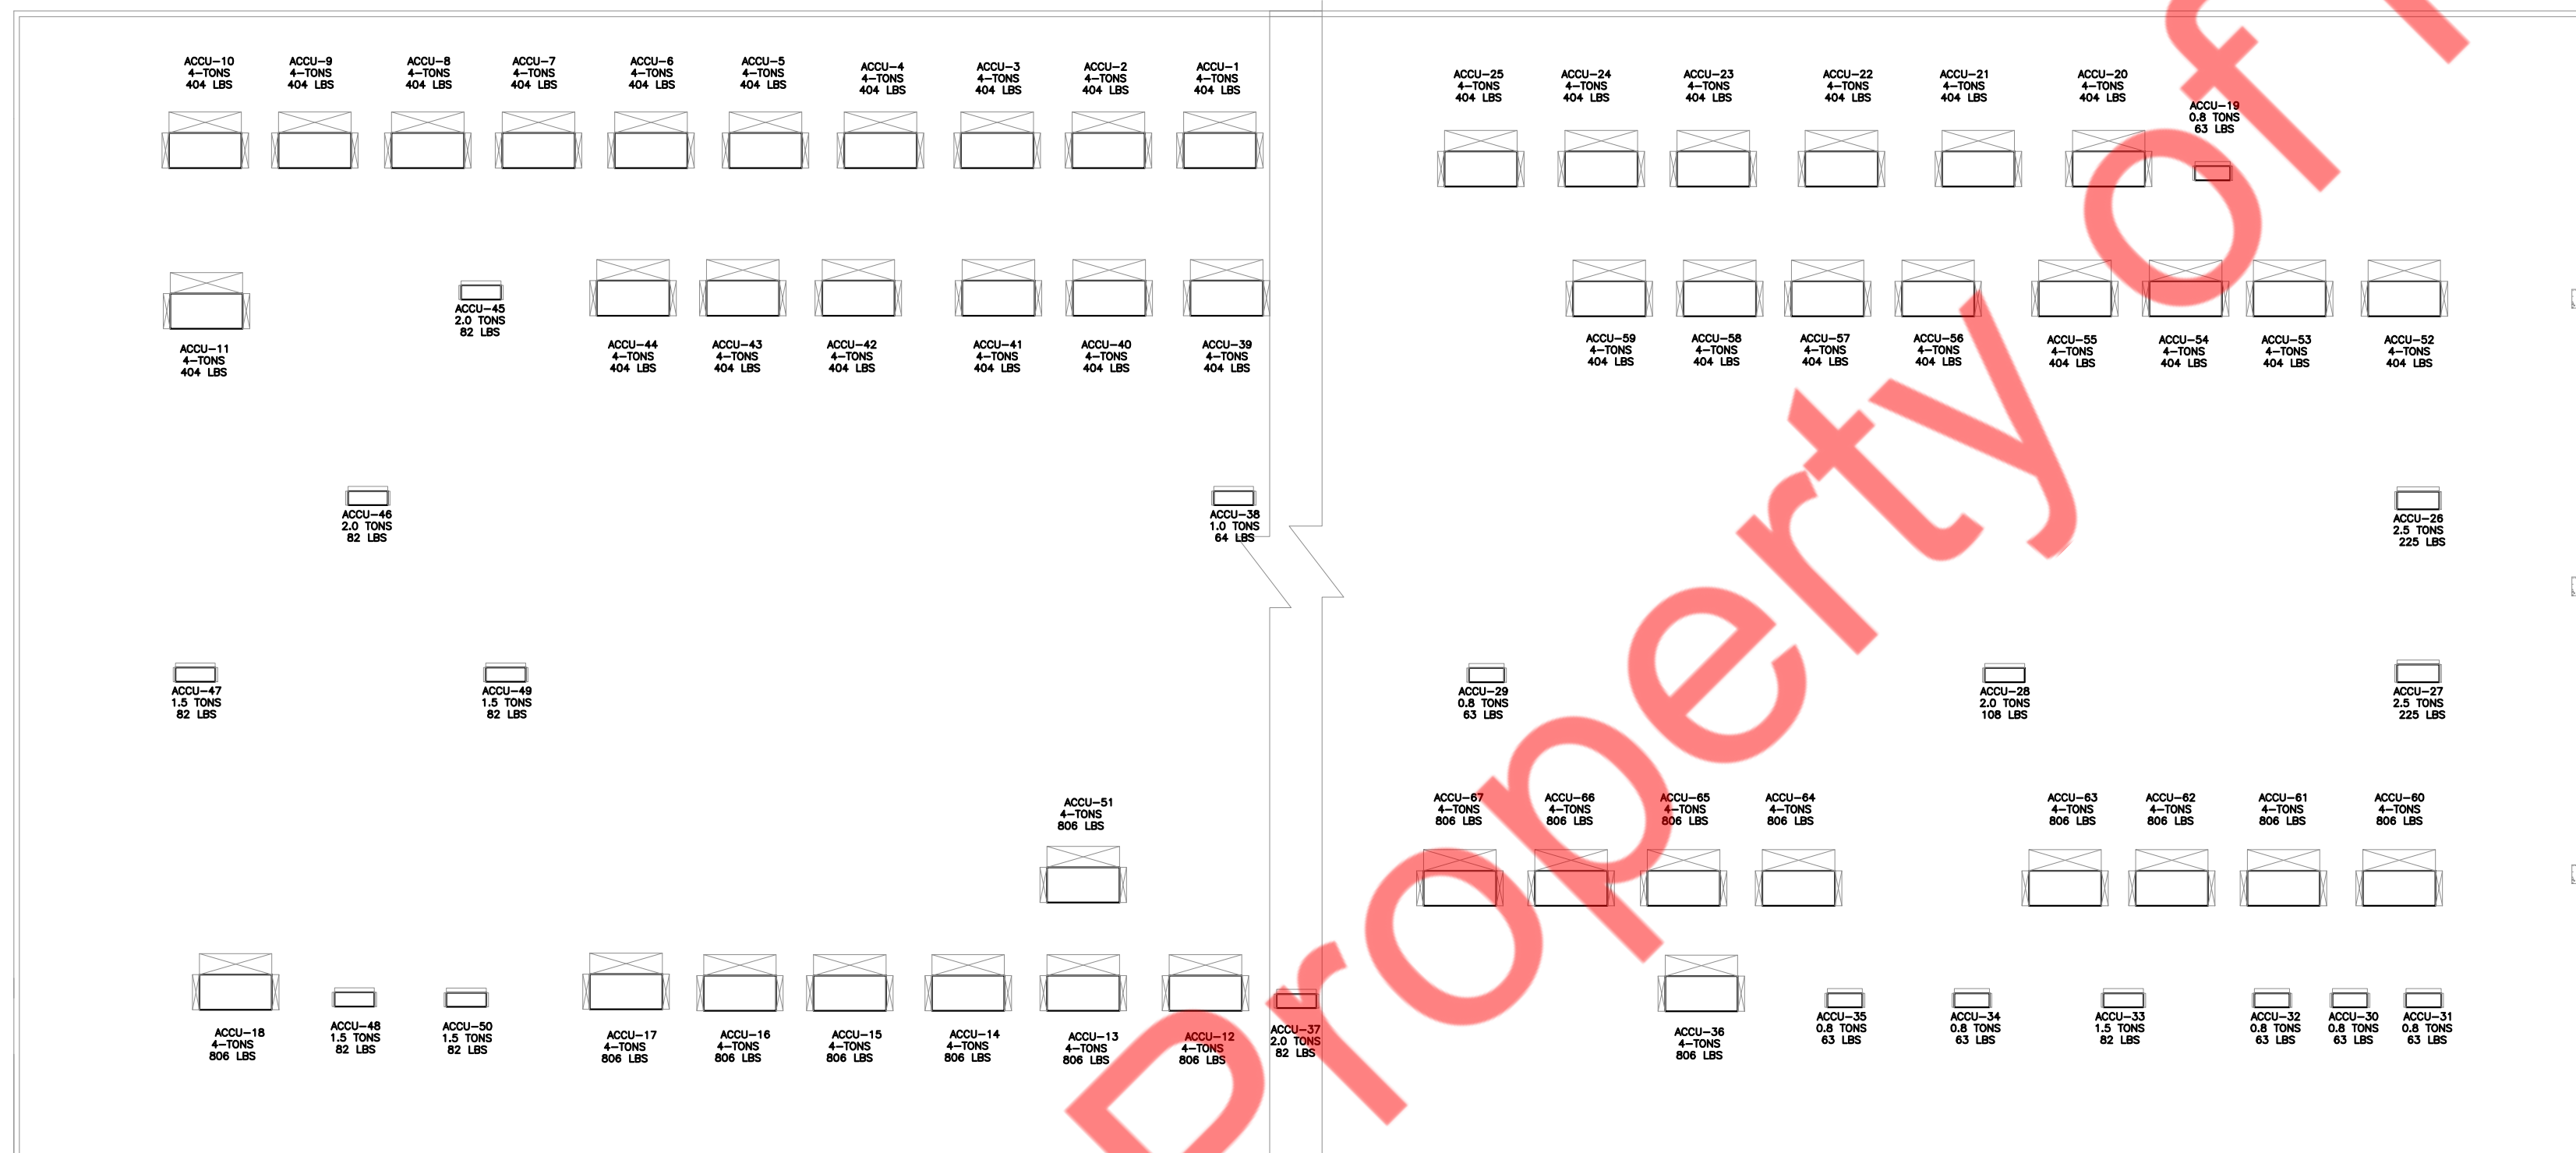 ACCU-10
4-TONS
404 LBS
ACCU-9
4-TONS
404 LBS
ACCU-8
4-TONS
404 LBS
ACCU-7
4-TONS
404 LBS
ACCU-6
4-TONS
404 LBS
ACCU-5
4-TONS
404 LBS
ACCU-4
4-TONS
404 LBS
ACCU-3
4-TONS
404 LBS
ACCU-2
4-TONS
404 LBS
ACCU-1
4-TONS
404 LBS
ACCU-25
4-TONS
404 LBS
ACCU-24
4-TONS
404 LBS
ACCU-23
4-TONS
404 LBS
ACCU-22
4-TONS
404 LBS
ACCU-21
4-TONS
404 LBS
ACCU-20
4-TONS
404 LBS
ACCU-19
0.8 TONS
63 LBS
ACCU-11
4-TONS
404 LBS
ACCU-45
2.0 TONS
82 LBS
ACCU-44
4-TONS
404 LBS
ACCU-43
4-TONS
404 LBS
ACCU-42
4-TONS
404 LBS
ACCU-41
4-TONS
404 LBS
ACCU-40
4-TONS
404 LBS
ACCU-39
4-TONS
404 LBS
ACCU-59
4-TONS
404 LBS
ACCU-58
4-TONS
404 LBS
ACCU-57
4-TONS
404 LBS
ACCU-56
4-TONS
404 LBS
ACCU-55
4-TONS
404 LBS
ACCU-54
4-TONS
404 LBS
ACCU-53
4-TONS
404 LBS
ACCU-52
4-TONS
404 LBS
ACCU-46
2.0 TONS
82 LBS
ACCU-38
1.0 TONS
64 LBS
ACCU-26
2.5 TONS
225 LBS
ACCU-47
1.5 TONS
82 LBS
ACCU-49
1.5 TONS
82 LBS
ACCU-29
0.8 TONS
63 LBS
ACCU-28
2.0 TONS
108 LBS
ACCU-27
2.5 TONS
225 LBS
ACCU-51
4-TONS
806 LBS
ACCU-67
4-TONS
806 LBS
ACCU-66
4-TONS
806 LBS
ACCU-65
4-TONS
806 LBS
ACCU-64
4-TONS
806 LBS
ACCU-63
4-TONS
806 LBS
ACCU-62
4-TONS
806 LBS
ACCU-61
4-TONS
806 LBS
ACCU-60
4-TONS
806 LBS
ACCU-18
4-TONS
806 LBS
ACCU-48
1.5 TONS
82 LBS
ACCU-50
1.5 TONS
82 LBS
ACCU-17
4-TONS
806 LBS
ACCU-16
4-TONS
806 LBS
ACCU-15
4-TONS
806 LBS
ACCU-14
4-TONS
806 LBS
ACCU-13
4-TONS
806 LBS
ACCU-12
4-TONS
806 LBS
ACCU-37
2.0 TONS
82 LBS
ACCU-36
4-TONS
806 LBS
ACCU-35
0.8 TONS
63 LBS
ACCU-34
0.8 TONS
63 LBS
ACCU-33
1.5 TONS
82 LBS
ACCU-32
0.8 TONS
63 LBS
ACCU-30
0.8 TONS
63 LBS
ACCU-31
0.8 TONS
63 LBS
Property of